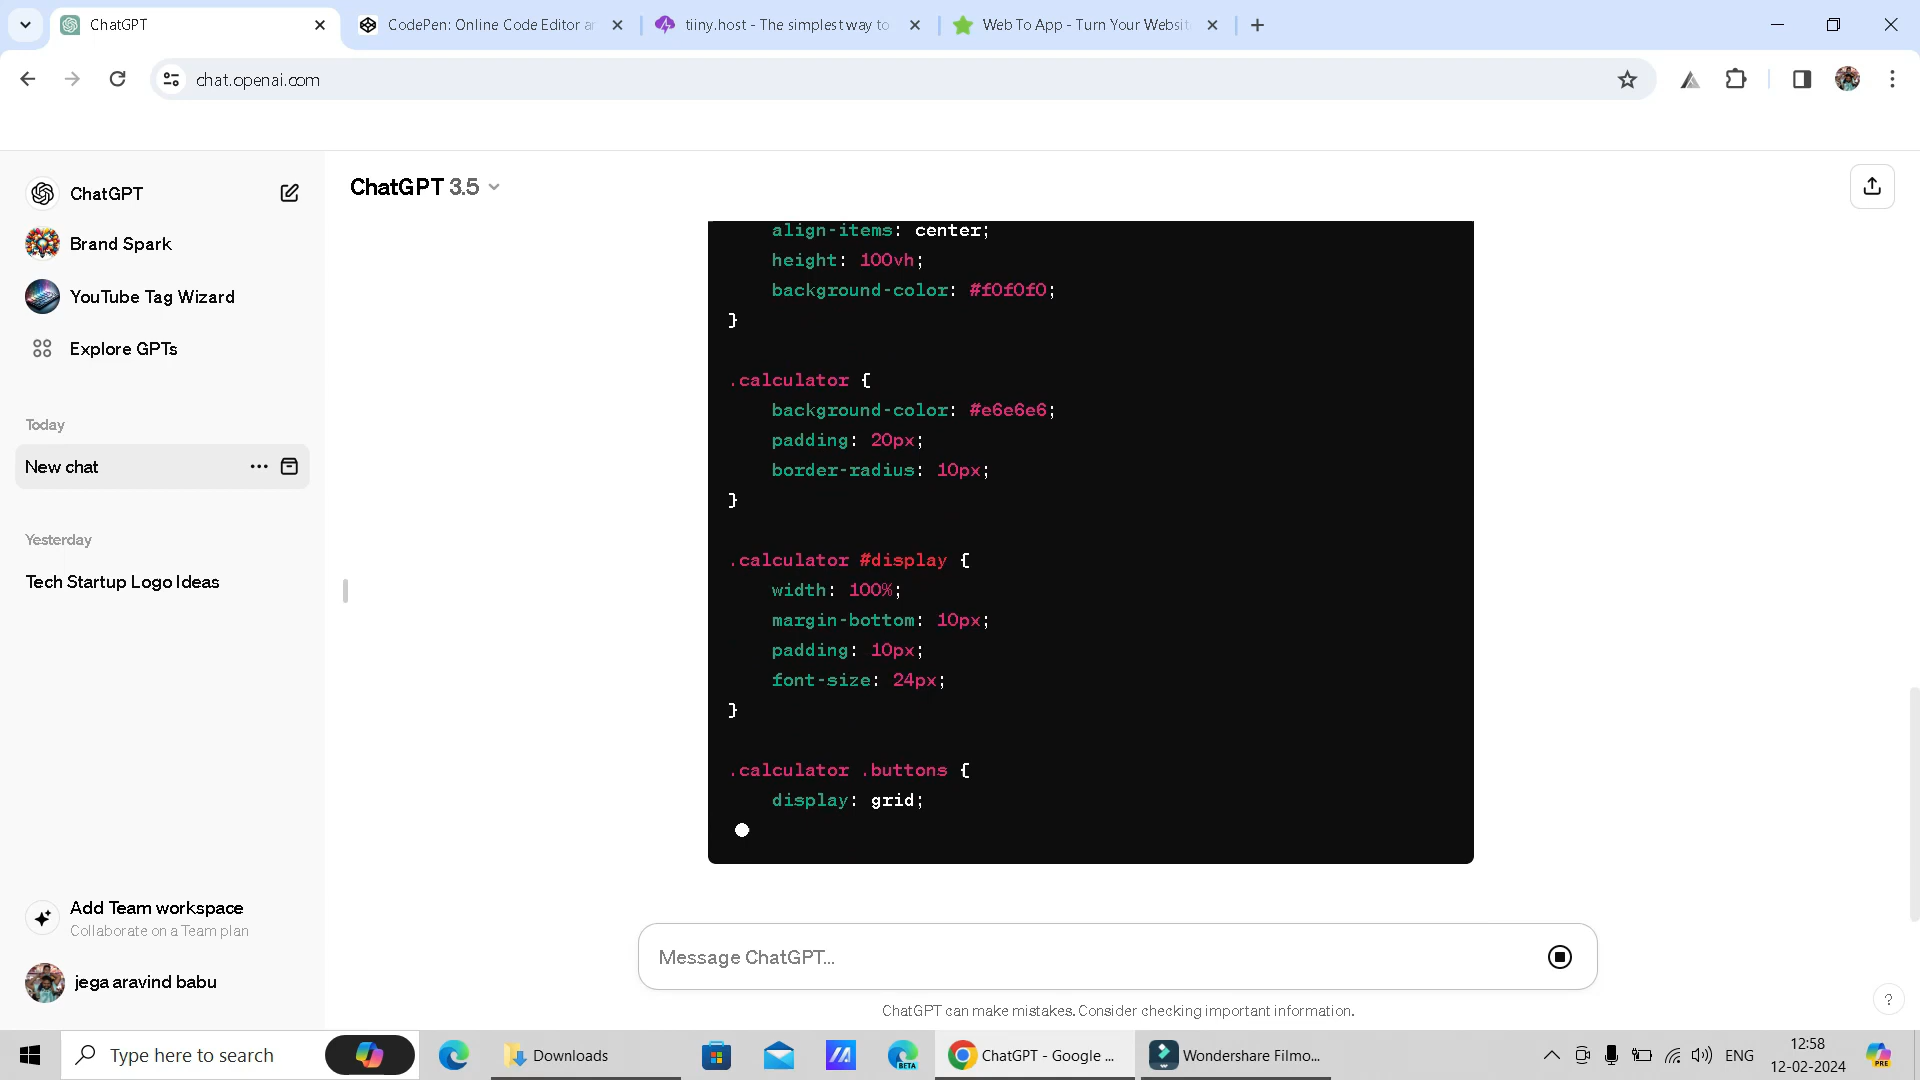 ChatGPT
CodePen: Online Code Editor a
tiiny.host - The simplest way to
Web To App - Turn Your Websit
chat.openai.com
ChatGPT
Brand Spark
YouTube Tag Wizard
Explore GPTs
Today
New chat
Yesterday
Tech Startup Logo Ideas
Add Team workspace
Collaborate on a Team plan
jega aravind babu
ChatGPT 3.5
align-items: center;
height: 100vh;
background-color: #f0f0f0;
}
.calculator {
background-color: #e6e6e6;
padding: 20px;
border-radius: 10px;
}
.calculator #display {
width: 100%;
margin-bottom: 10px;
padding: 10px;
font-size: 24px;
}
.calculator .buttons {
display: grid;
Message ChatGPT...
ChatGPT can make mistakes. Consider checking important information.
?
Type here to search
Downloads
BETA
ChatGPT - Google ...
Wondershare Filmo...
ENG
12:58
12-02-2024
PRE